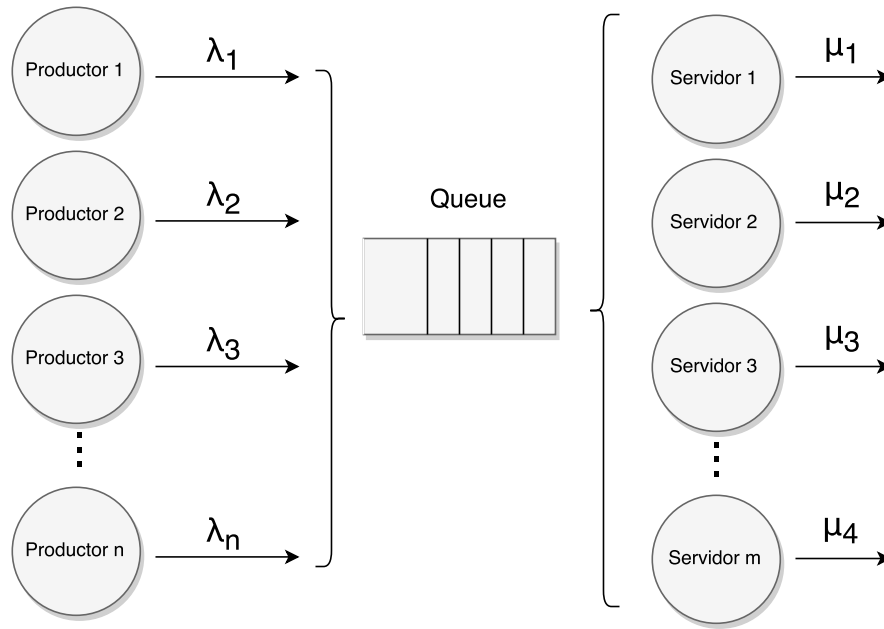 Productor 1
λ1
Productor 2
λ2
Productor 3
λ3
Productor n
λn
Queue
Servidor 1
μ1
Servidor 2
μ2
Servidor 3
μ3
Servidor m
μ4